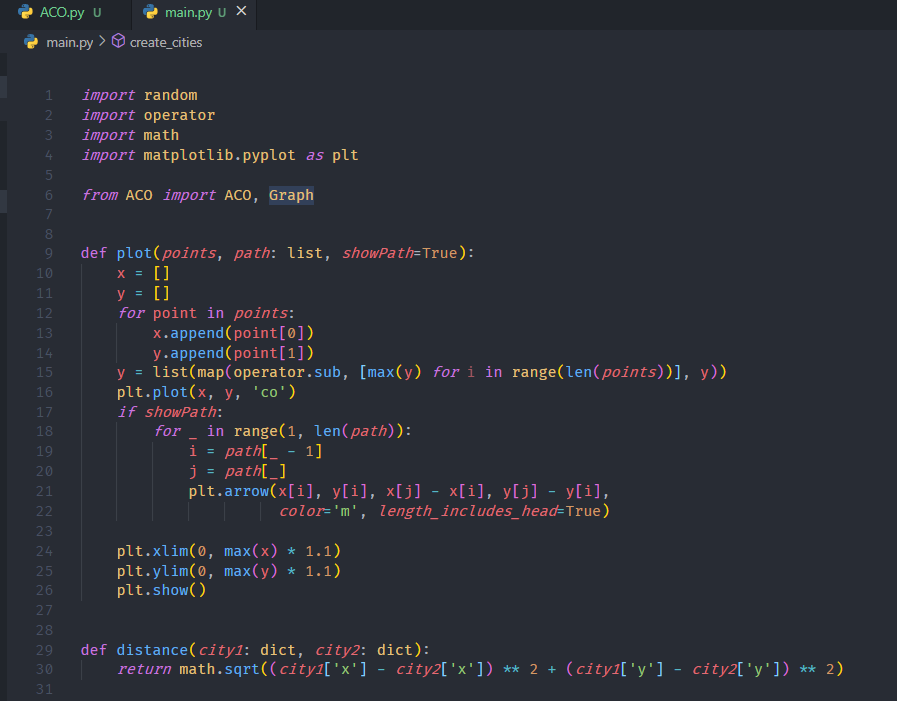 ACO.py U main.py U ×
main.py > create_cities
1 import random
2 import operator
3 import math
4 import matplotlib.pyplot as plt
5
6 from ACO import ACO, Graph
7
8
9 def plot(points, path: list, showPath=True):
10     x = []
11     y = []
12     for point in points:
13         x.append(point[0])
14         y.append(point[1])
15     y = list(map(operator.sub, [max(y) for i in range(len(points))], y))
16     plt.plot(x, y, 'co')
17     if showPath:
18         for _ in range(1, len(path)):
19             i = path[_ - 1]
20             j = path[_]
21             plt.arrow(x[i], y[i], x[j] - x[i], y[j] - y[i],
22                       color='m', length_includes_head=True)
23
24     plt.xlim(0, max(x) * 1.1)
25     plt.ylim(0, max(y) * 1.1)
26     plt.show()
27
28
29 def distance(city1: dict, city2: dict):
30     return math.sqrt((city1['x'] - city2['x']) ** 2 + (city1['y'] - city2['y']) ** 2)
31